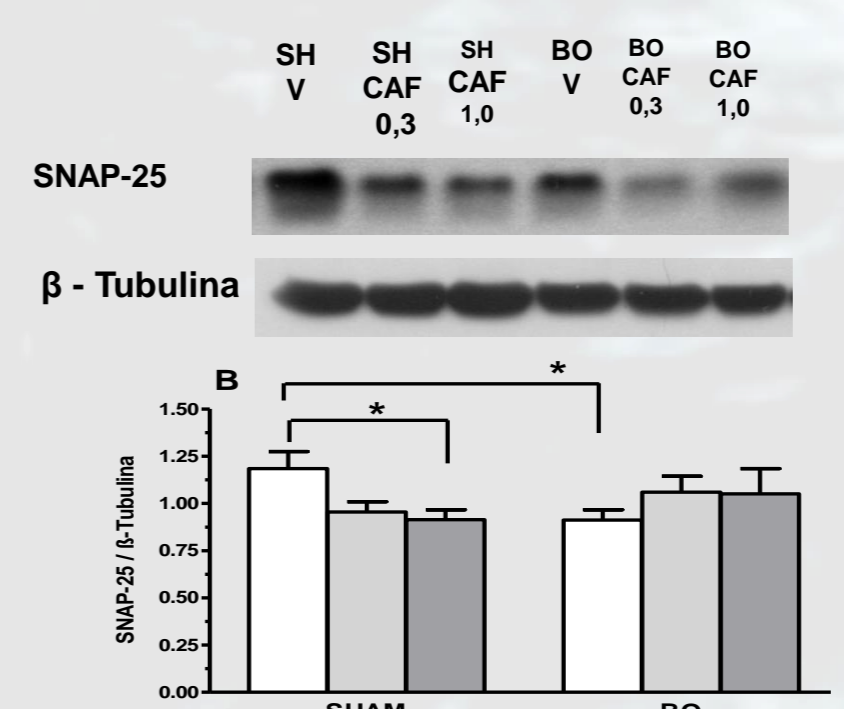 SH V
SH CAF 0,3
SH CAF 1,0
BO V
BO CAF 0,3
BO CAF 1,0
SNAP-25
β - Tubulina
B
*
*
SNAP-25 / ß-Tubulina
1.50
1.25
1.00
0.75
0.50
0.25
0.00
SHAM
BO